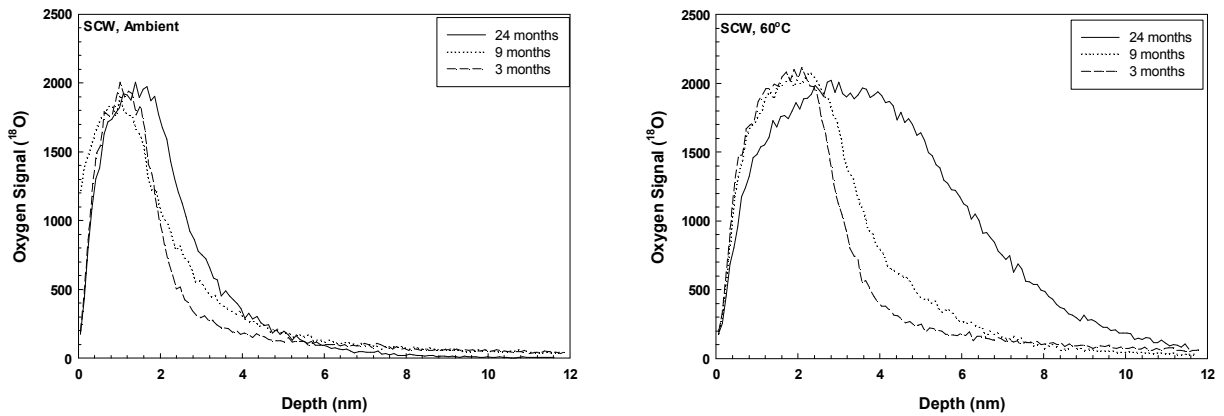 SCW, Ambient
24 months
9 months
3 months
Oxygen Signal (¹⁸O)
2500
2000
1500
1000
500
0
0 2 4 6 8 10 12
Depth (nm)
SCW, 60°C
24 months
9 months
3 months
Oxygen Signal (¹⁸O)
2500
2000
1500
1000
500
0
0 2 4 6 8 10 12
Depth (nm)